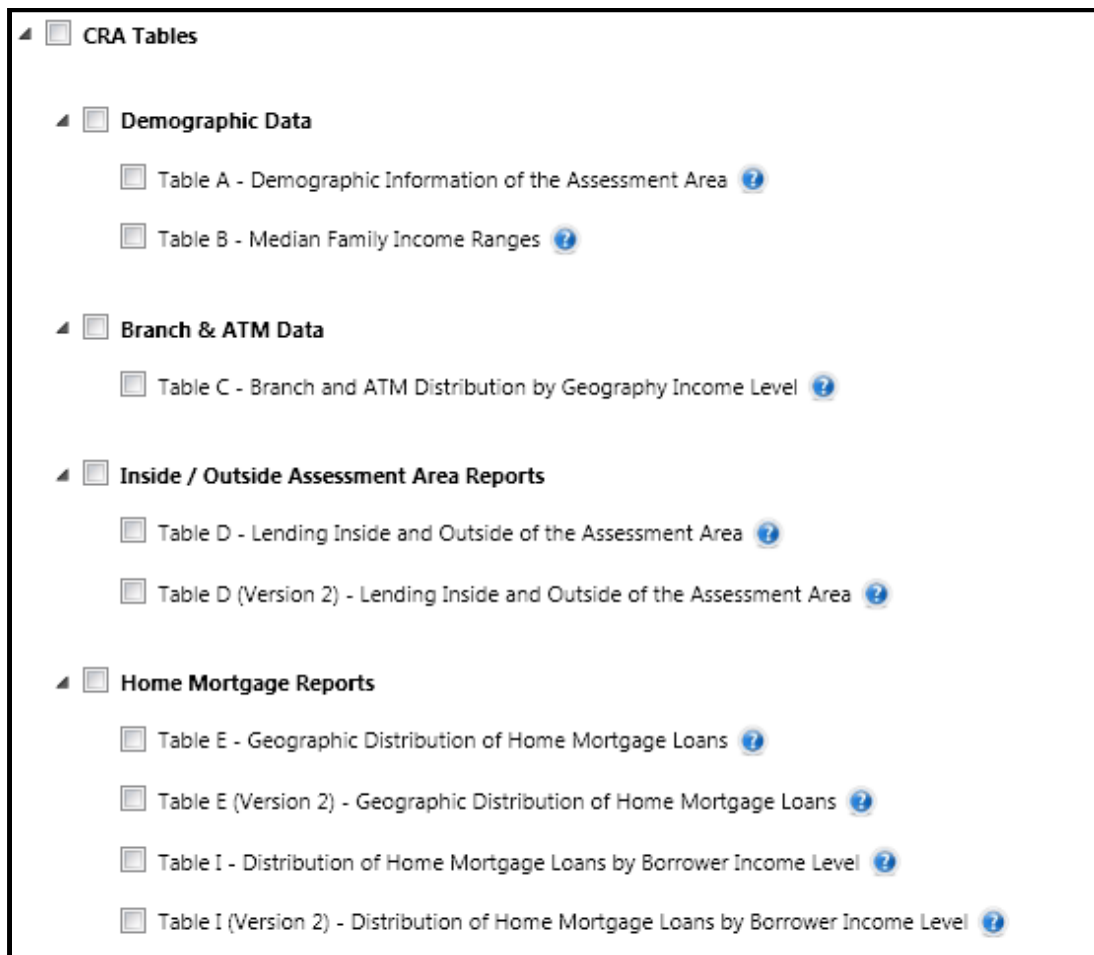 CRA Tables
Demographic Data
Table A - Demographic Information of the Assessment Area
Table B - Median Family Income Ranges
Branch & ATM Data
Table C - Branch and ATM Distribution by Geography Income Level
Inside / Outside Assessment Area Reports
Table D - Lending Inside and Outside of the Assessment Area
Table D (Version 2) - Lending Inside and Outside of the Assessment Area
Home Mortgage Reports
Table E - Geographic Distribution of Home Mortgage Loans
Table E (Version 2) - Geographic Distribution of Home Mortgage Loans
Table I - Distribution of Home Mortgage Loans by Borrower Income Level
Table I (Version 2) - Distribution of Home Mortgage Loans by Borrower Income Level